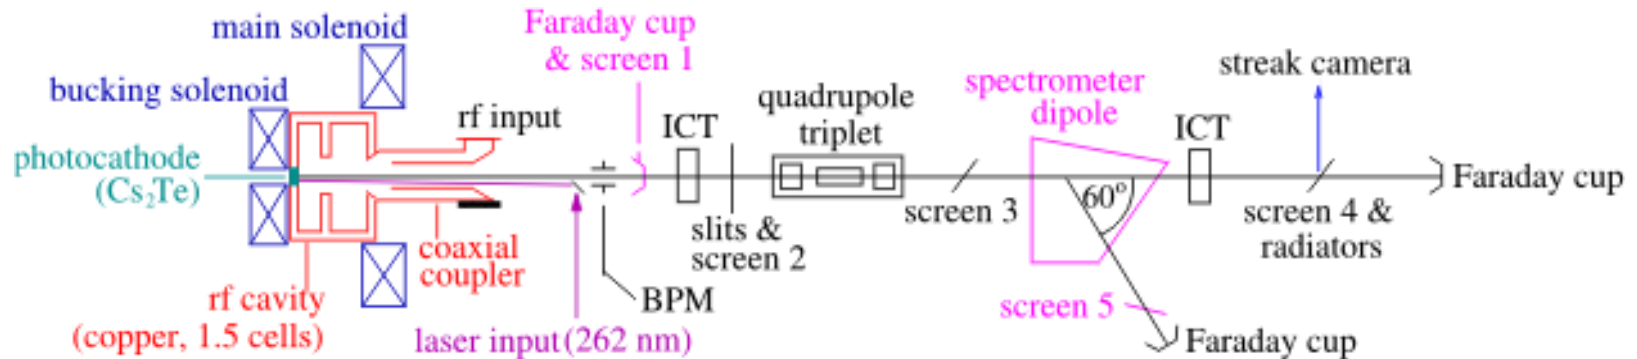 main solenoid
bucking solenoid
photocathode
(Cs₂Te)
rf cavity
(copper, 1.5 cells)
rf input
coaxial
coupler
laser input (262 nm)
BPM
Faraday cup
& screen 1
ICT
slits &
screen 2
quadrupole
triplet
screen 3
spectrometer
dipole
60°
screen 5
Faraday cup
ICT
streak camera
screen 4 &
radiators
Faraday cup